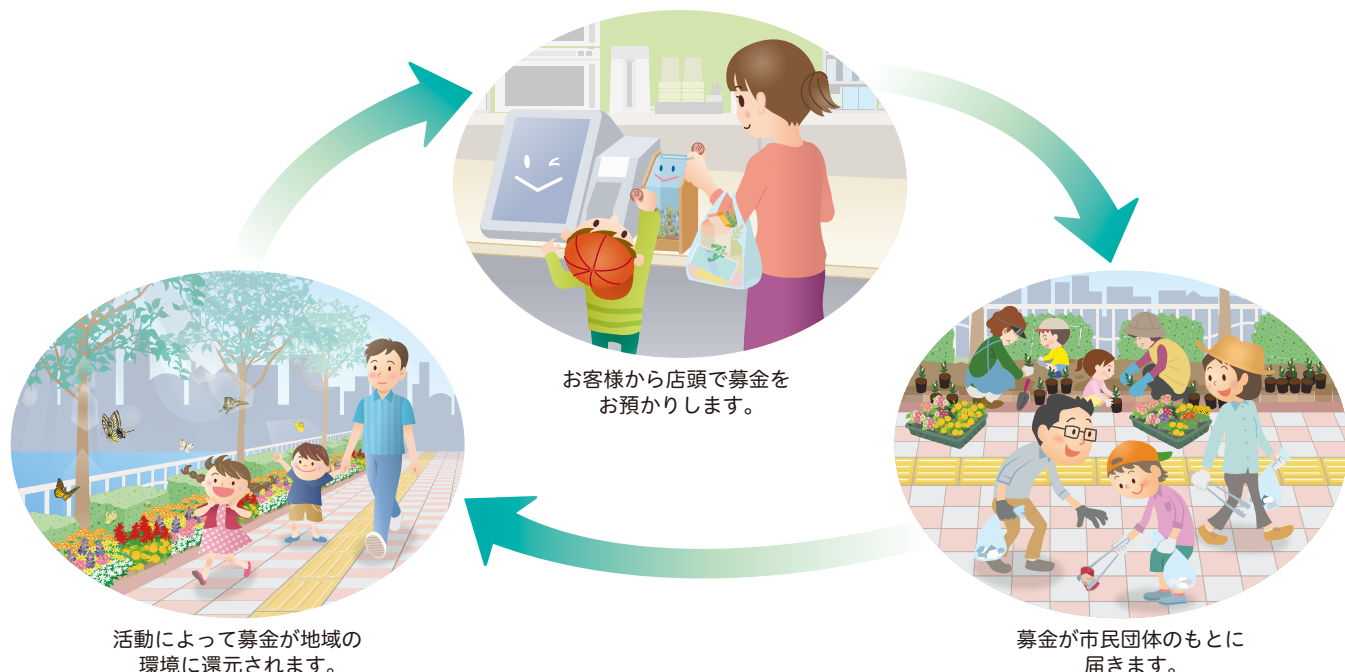 お客様から店頭で募金を
お預かりします。
募金が市民団体のもとに
届きます。
活動によって募金が地域の
環境に還元されます。